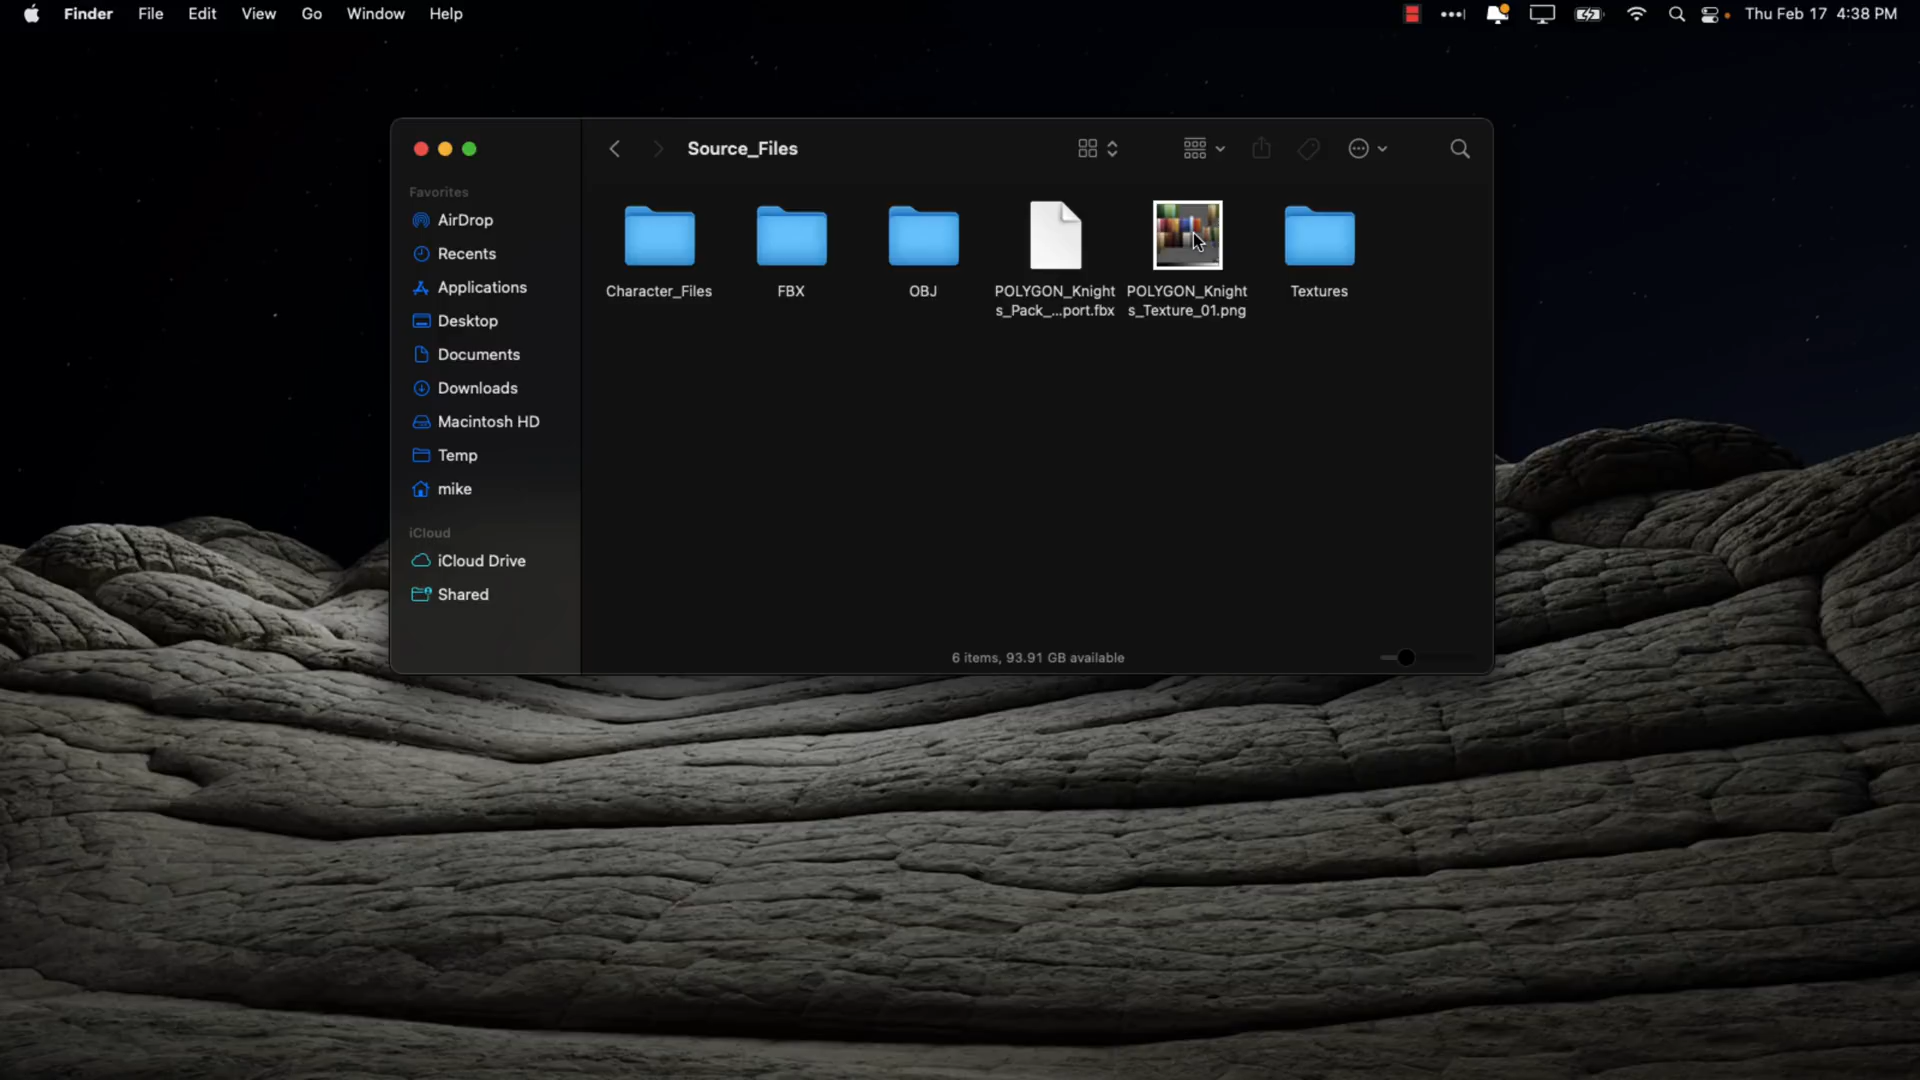 Finder File Edit View Go Window Help Thu Feb 17 4:38 PM
Source_Files
Favorites
AirDrop
Recents
Applications
Desktop
Documents
Downloads
Macintosh HD
Temp
mike
iCloud
iCloud Drive
Shared
Character_Files
FBX
OBJ
POLYGON_Knight
s_Pack_...port.fbx
POLYGON_Knight
s_Texture_01.png
Textures
6 items, 93.91 GB available